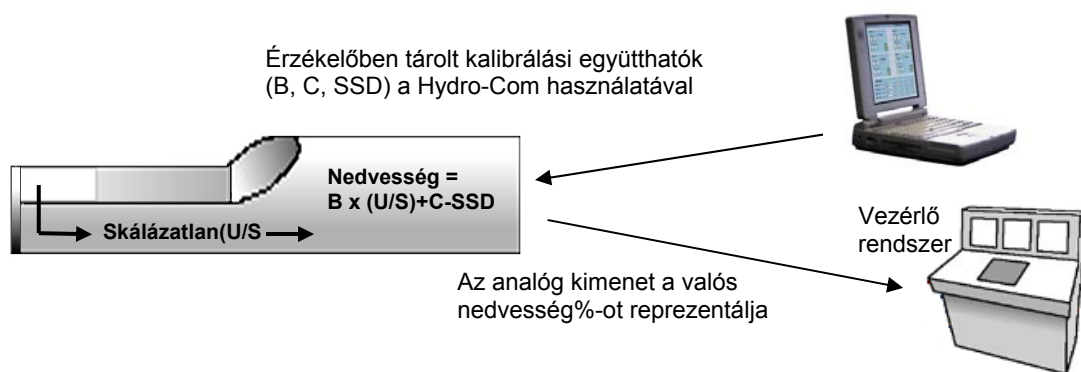 Érzékelőben tárolt kalibrálási együtthatók
(B, C, SSD) a Hydro-Com használatával
Nedvesség =
B x (U/S)+C-SSD
Skálázatlan(U/S
Vezérlő
rendszer
Az analóg kimenet a valós
nedvesség%-ot reprezentálja